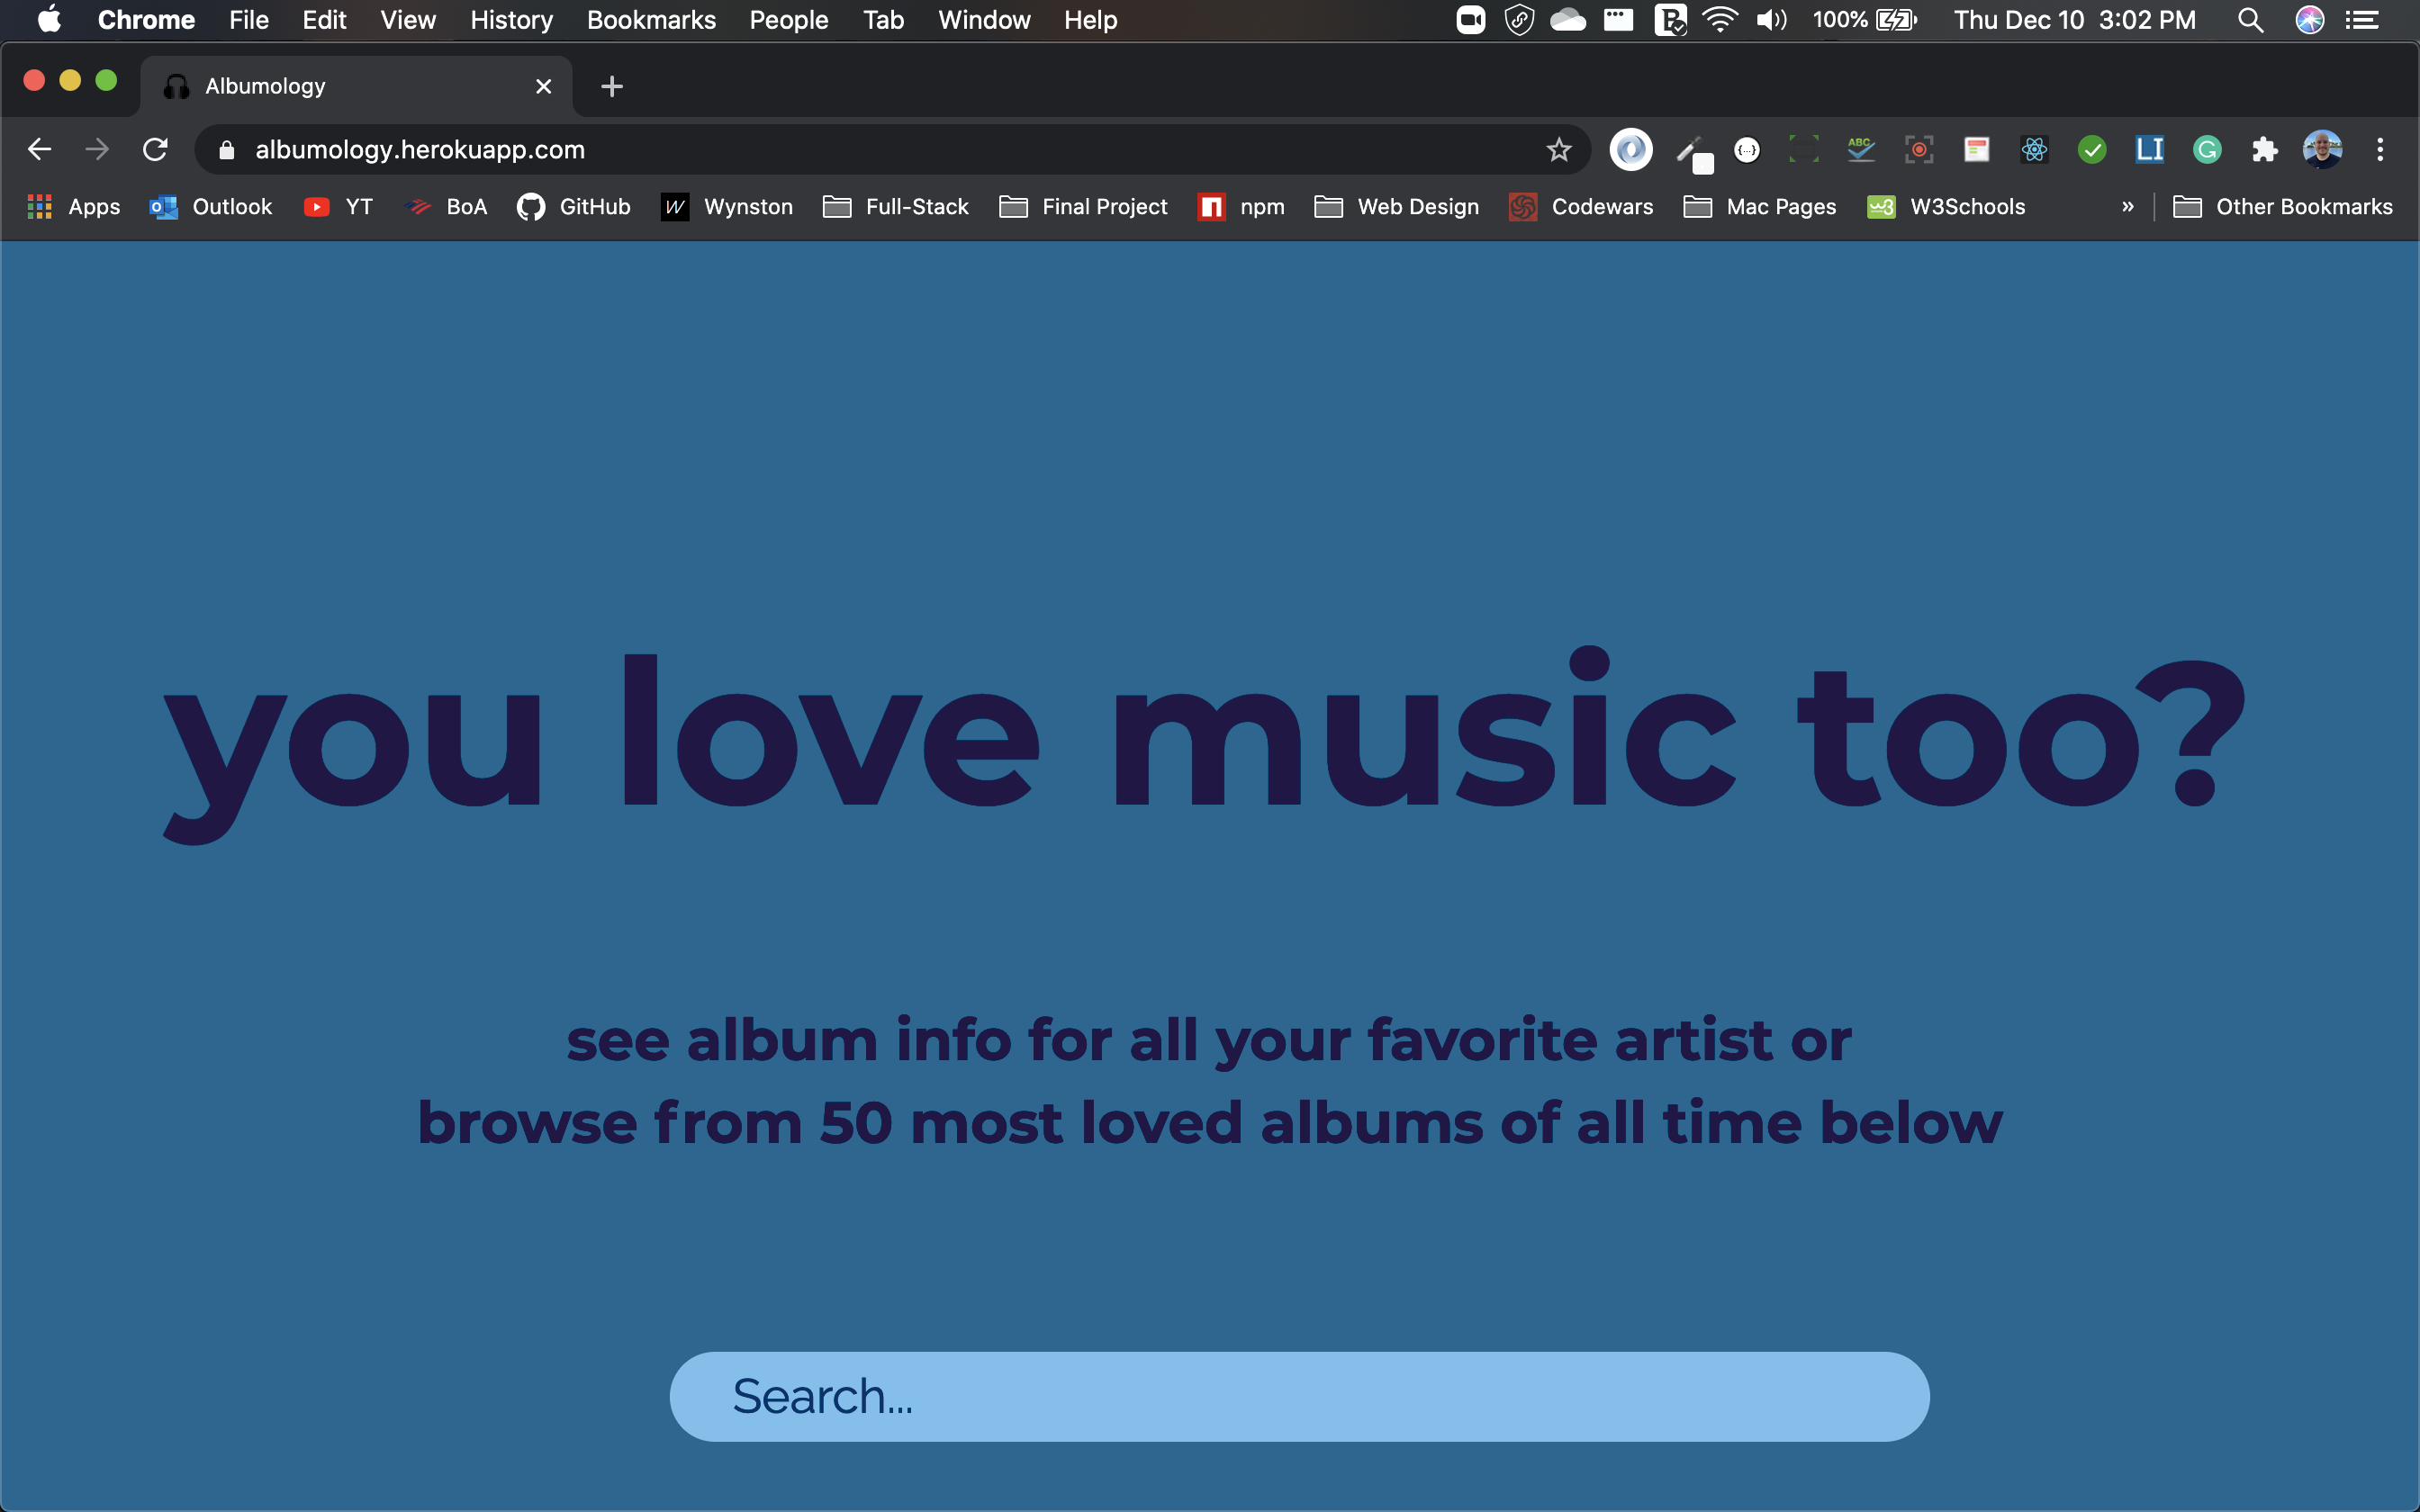 Chrome File Edit View History Bookmarks People Tab Window Help 100% Thu Dec 10 3:02 PM
Albumology
albumology.herokuapp.com ABC LI
Apps Outlook YT BoA GitHub W Wynston Full-Stack Final Project npm Web Design Codewars Mac Pages W3Schools » Other Bookmarks
you love music too?
see album info for all your favorite artist or
browse from 50 most loved albums of all time below
Search...